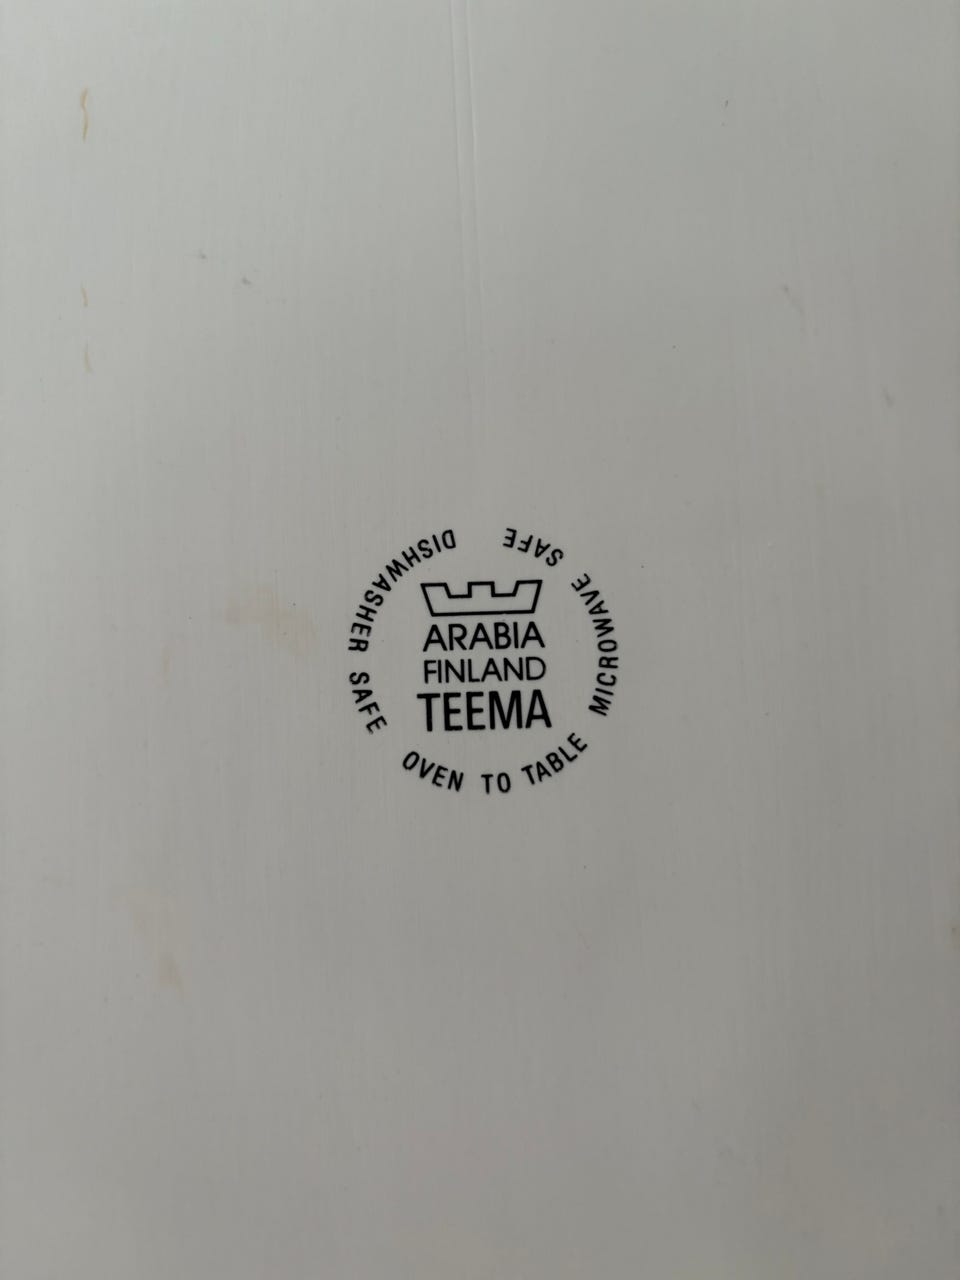 ARABIA
FINLAND
TEEMA
DISHWASHER SAFE OVEN TO TABLE MICROWAVE SAFE